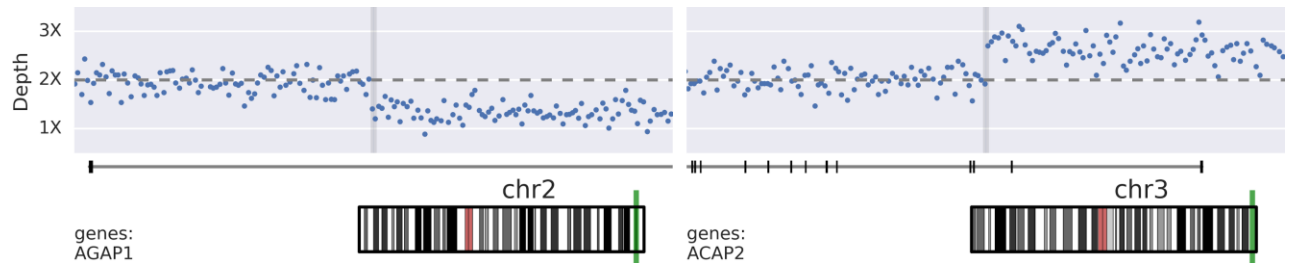 3X
2X
1X
Depth
chr2
chr3
genes:
AGAP1
genes:
ACAP2